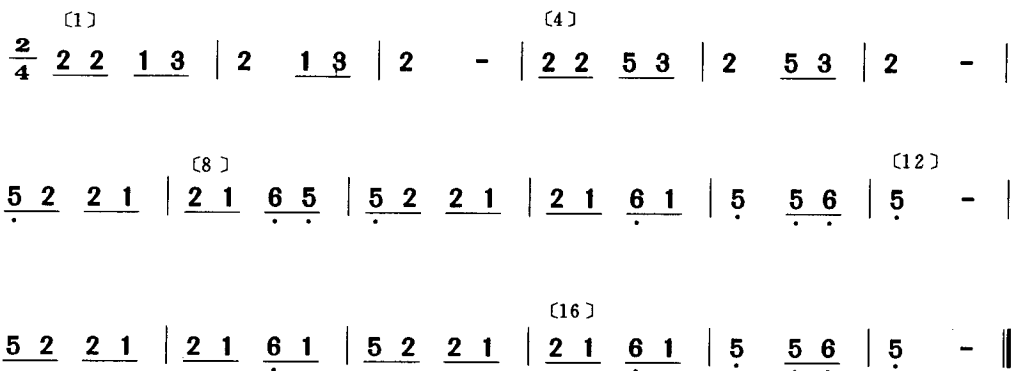 〔1〕 〔4〕
2/4 2 2 1 3 | 2 1 3 | 2 - | 2 2 5 3 | 2 5 3 | 2 - |
〔8〕 〔12〕
5̣ 2 2 1 | 2 1 6̣ 5̣ | 5̣ 2 2 1 | 2 1 6̣ 1 | 5̣ 5̣ 6̣ | 5̣ - |
〔16〕
5 2 2 1 | 2 1 6̣ 1 | 5 2 2 1 | 2 1 6̣ 1 | 5̣ 5̣ 6̣ | 5̣ - ‖